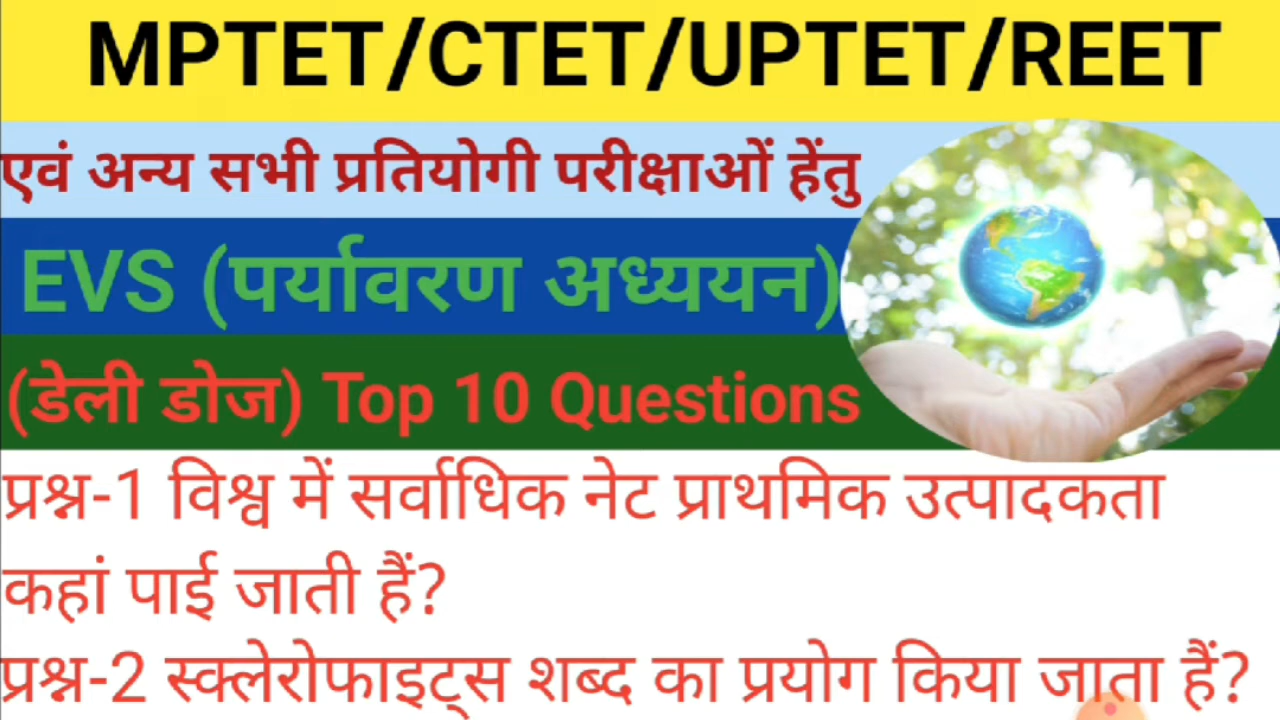 MPTET/CTET/UPTET/REET
एवं अन्य सभी प्रतियोगी परीक्षाओं हेंतु
EVS (पर्यावरण अध्ययन)
(डेली डोज) Top 10 Questions
प्रश्न-1 विश्व में सर्वाधिक नेट प्राथमिक उत्पादकता
कहां पाई जाती हैं?
प्रश्न-2 स्क्लेरोफाइट्स शब्द का प्रयोग किया जाता हैं?